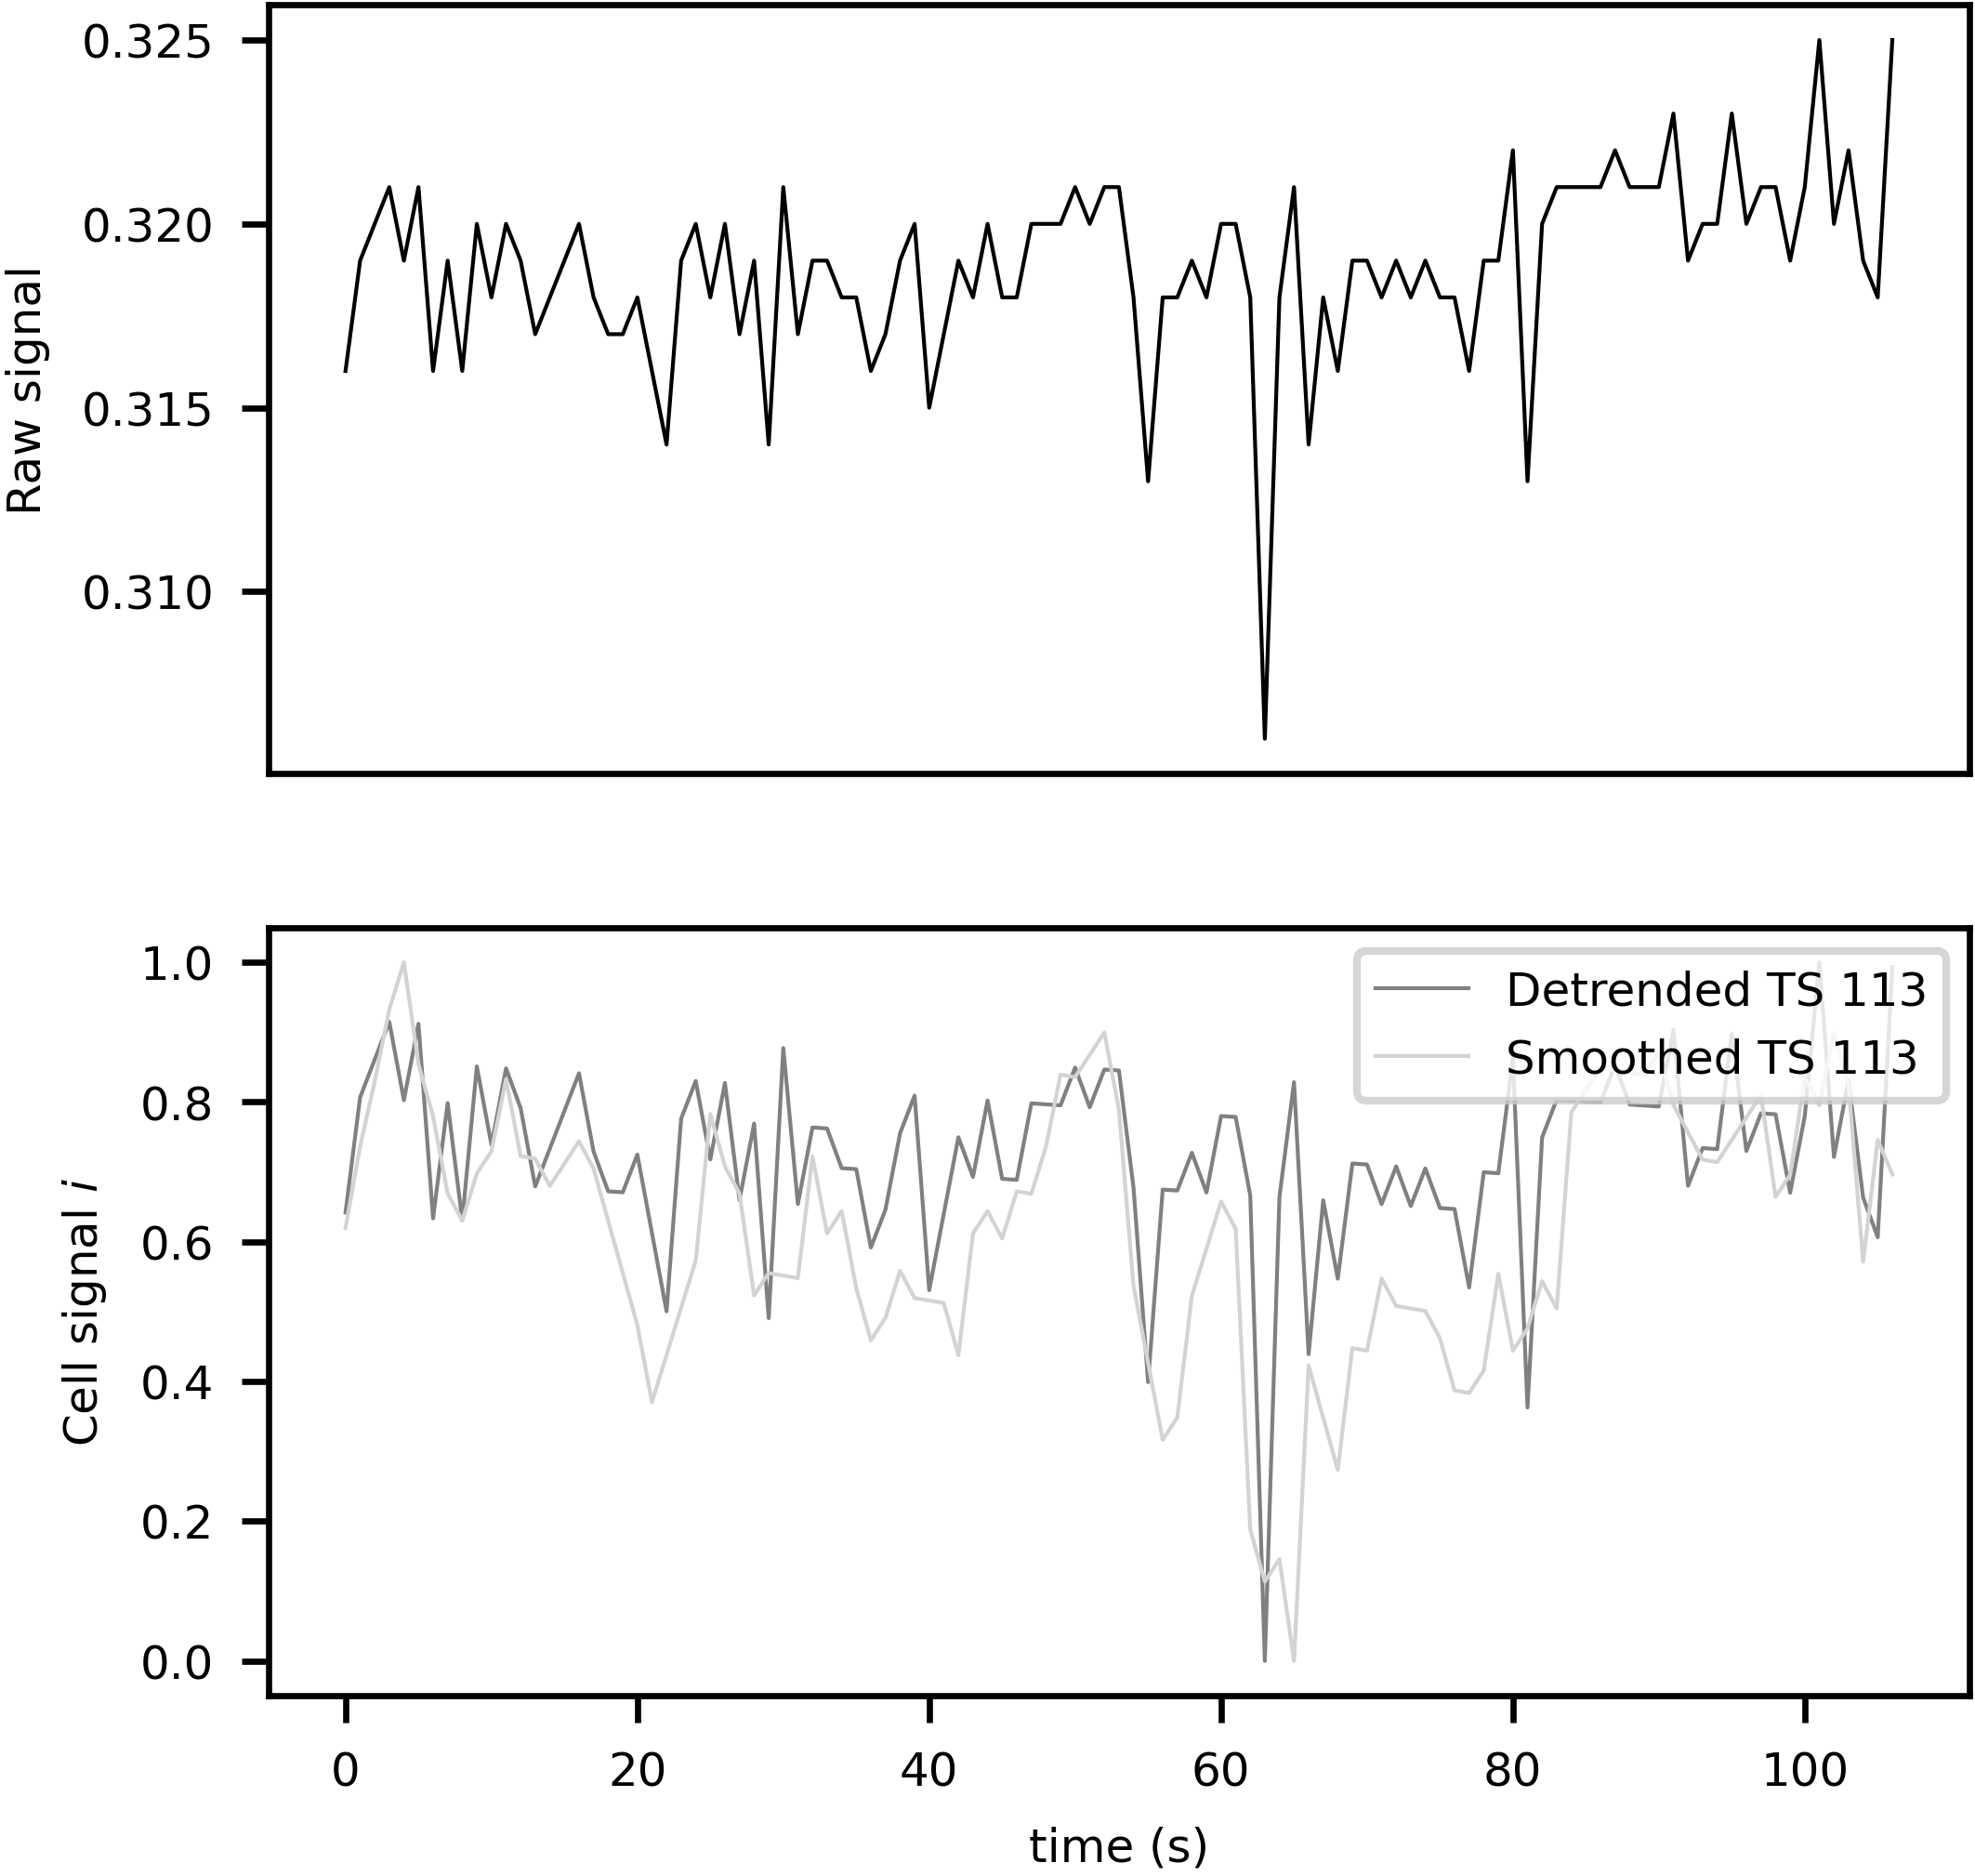 0.325
0.320
0.315
0.310
Raw signal
1.0
0.8
0.6
0.4
0.2
0.0
Cell signal i
Detrended TS 113
Smoothed TS 113
0 20 40 60 80 100
time (s)